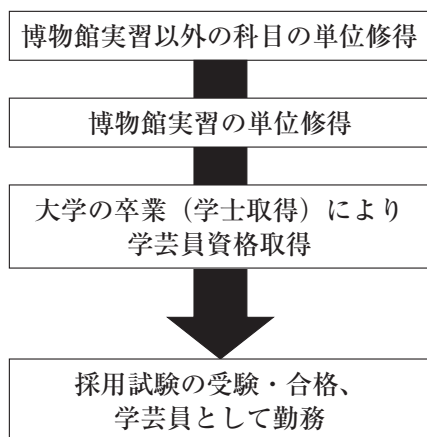 博物館実習以外の科目の単位修得
博物館実習の単位修得
大学の卒業（学士取得）により
学芸員資格取得
採用試験の受験・合格、
学芸員として勤務